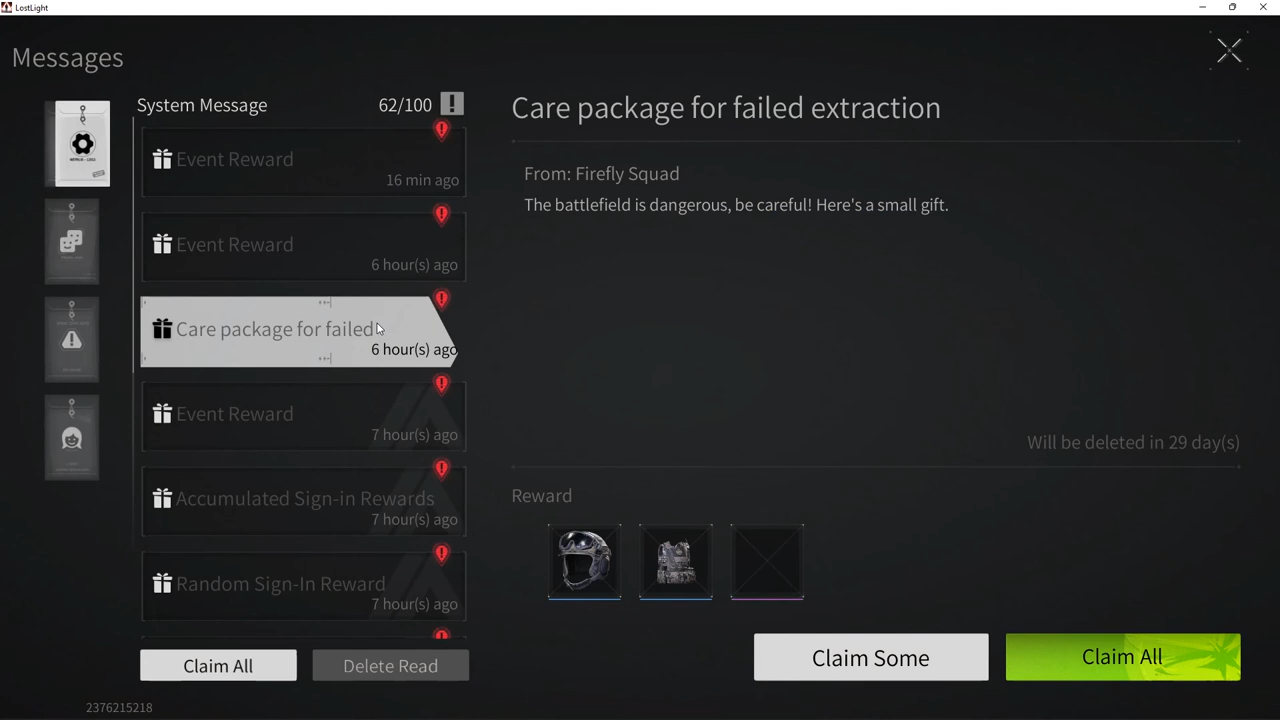 LostLight
Messages
System Message
62/100
Event Reward
16 min ago
Event Reward
6 hour(s) ago
Care package for failed
6 hour(s) ago
Event Reward
7 hour(s) ago
Accumulated Sign-in Rewards
7 hour(s) ago
Random Sign-In Reward
7 hour(s) ago
Claim All
Delete Read
2376215218
Care package for failed extraction
From: Firefly Squad
The battlefield is dangerous, be careful! Here's a small gift.
Will be deleted in 29 day(s)
Reward
Claim Some
Claim All